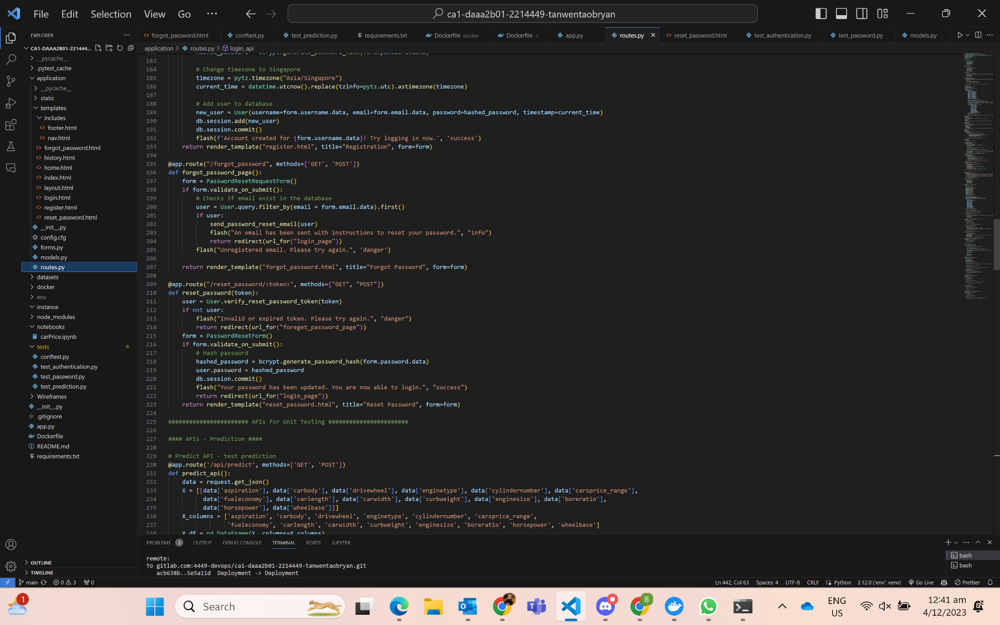 File Edit Selection View Go ··· ca1-daaa2b01-2214449-tanwentaobryan
EXPLORER ···
CA1-DAAA2B01-221444...
__pycache__
.pytest_cache
application
__pycache__
static
templates
includes
footer.html
nav.html
forgot_password.html
history.html
home.html
index.html
layout.html
login.html
register.html
reset_password.html
__init__.py
config.cfg
forms.py
models.py
routes.py
datasets
docker
env
instance
node_modules
notebooks
carPrice.ipynb
tests
conftest.py
test_authentication.py
test_password.py
test_prediction.py
Wireframes
__init__.py
.gitignore
app.py
Dockerfile
README.md
requirements.txt
OUTLINE
TIMELINE
forgot_password.html conftest.py test_prediction.py requirements.txt Dockerfile docker Dockerfile .\ app.py routes.py reset_password.html test_authentication.py test_password.py models.py
application > routes.py > login_api
183
184 # Change timezone to Singapore
185 timezone = pytz.timezone("Asia/Singapore")
186 current_time = datetime.utcnow().replace(tzinfo=pytz.utc).astimezone(timezone)
187
188 # Add user to database
189 new_user = User(username=form.username.data, email=form.email.data, password=hashed_password, timestamp=current_time)
190 db.session.add(new_user)
191 db.session.commit()
192 flash(f'Account created for {form.username.data}! Try logging in now.', 'success')
193 return render_template("register.html", title="Registration", form=form)
194
195 @app.route("/forgot_password", methods=['GET', 'POST'])
196 def forgot_password_page():
197 form = PasswordResetRequestForm()
198 if form.validate_on_submit():
199 # Checks if email exist in the database
200 user = User.query.filter_by(email = form.email.data).first()
201 if user:
202 send_password_reset_email(user)
203 flash("An email has been sent with instructions to reset your password.", "info")
204 return redirect(url_for("login_page"))
205 flash("Unregistered email. Please try again.", 'danger')
206
207 return render_template("forgot_password.html", title="Forgot Password", form=form)
208
209 @app.route("/reset_password/<token>", methods=["GET", "POST"])
210 def reset_password(token):
211 user = User.verify_reset_password_token(token)
212 if not user:
213 flash("Invalid or expired token. Please try again.", "danger")
214 return redirect(url_for("foreget_password_page"))
215 form = PasswordResetForm()
216 if form.validate_on_submit():
217 # Hash password
218 hashed_password = bcrypt.generate_password_hash(form.password.data)
219 user.password = hashed_password
220 db.session.commit()
221 flash("Your password has been updated. You are now able to login.", "success")
222 return redirect(url_for("login_page"))
223 return render_template("reset_password.html", title="Reset Password", form=form)
224
225 ####################### APIs for Unit Testing #######################
226
227 #### APIs - Prediction ####
228
229 # Predict API - test prediction
230 @app.route('/api/predict', methods=['GET', 'POST'])
231 def predict_api():
232 data = request.get_json()
233 X = [[data['aspiration'], data['carbody'], data['drivewheel'], data['enginetype'], data['cylindernumber'], data['carsprice_range'],
234 data['fueleconomy'], data['carlength'], data['carwidth'], data['curbweight'], data['enginesize'], data['boreratio'],
235 data['horsepower'], data['wheelbase']]]
236 X_columns = ['aspiration', 'carbody', 'drivewheel', 'enginetype', 'cylindernumber', 'carsprice_range',
237 'fueleconomy', 'carlength', 'carwidth', 'curbweight', 'enginesize', 'boreratio', 'horsepower', 'wheelbase']
238 X_df = pd.DataFrame(X, columns=X_columns)
PROBLEMS 3 OUTPUT DEBUG CONSOLE TERMINAL PORTS JUPYTER
remote:
To gitlab.com:4449-devops/ca1-daaa2b01-2214449-tanwentaobryan.git
acb638b..5e5a11d Deployment -> Deployment
bash
bash
main 0 3 0 Ln 442, Col 63 Spaces: 4 UTF-8 CRLF Python 3.12.0 ('env': venv) Go Live Prettier
1 Search B ENG
US
12:41 am
4/12/2023